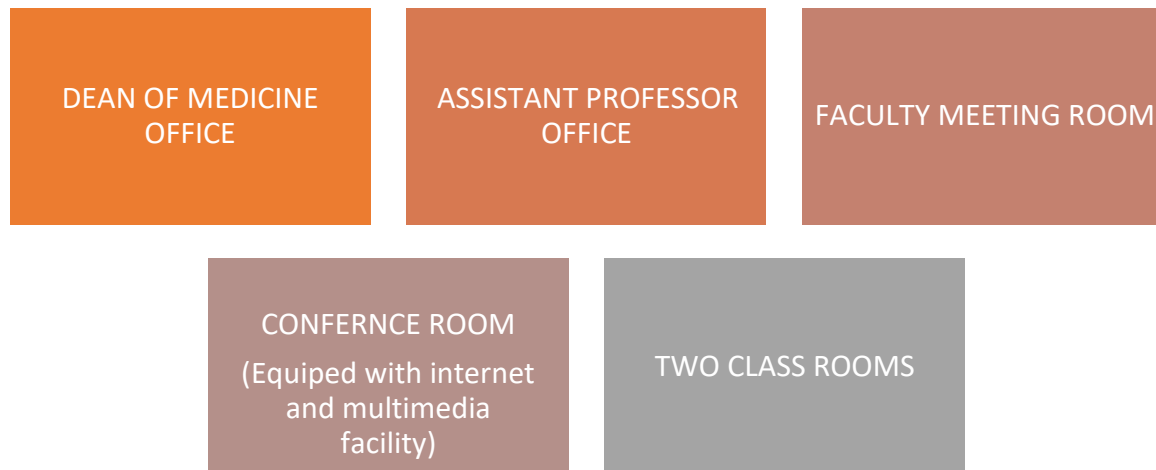 DEAN OF MEDICINE
OFFICE
ASSISTANT PROFESSOR
OFFICE
FACULTY MEETING ROOM
CONFERNCE ROOM
(Equiped with internet
and multimedia
facility)
TWO CLASS ROOMS